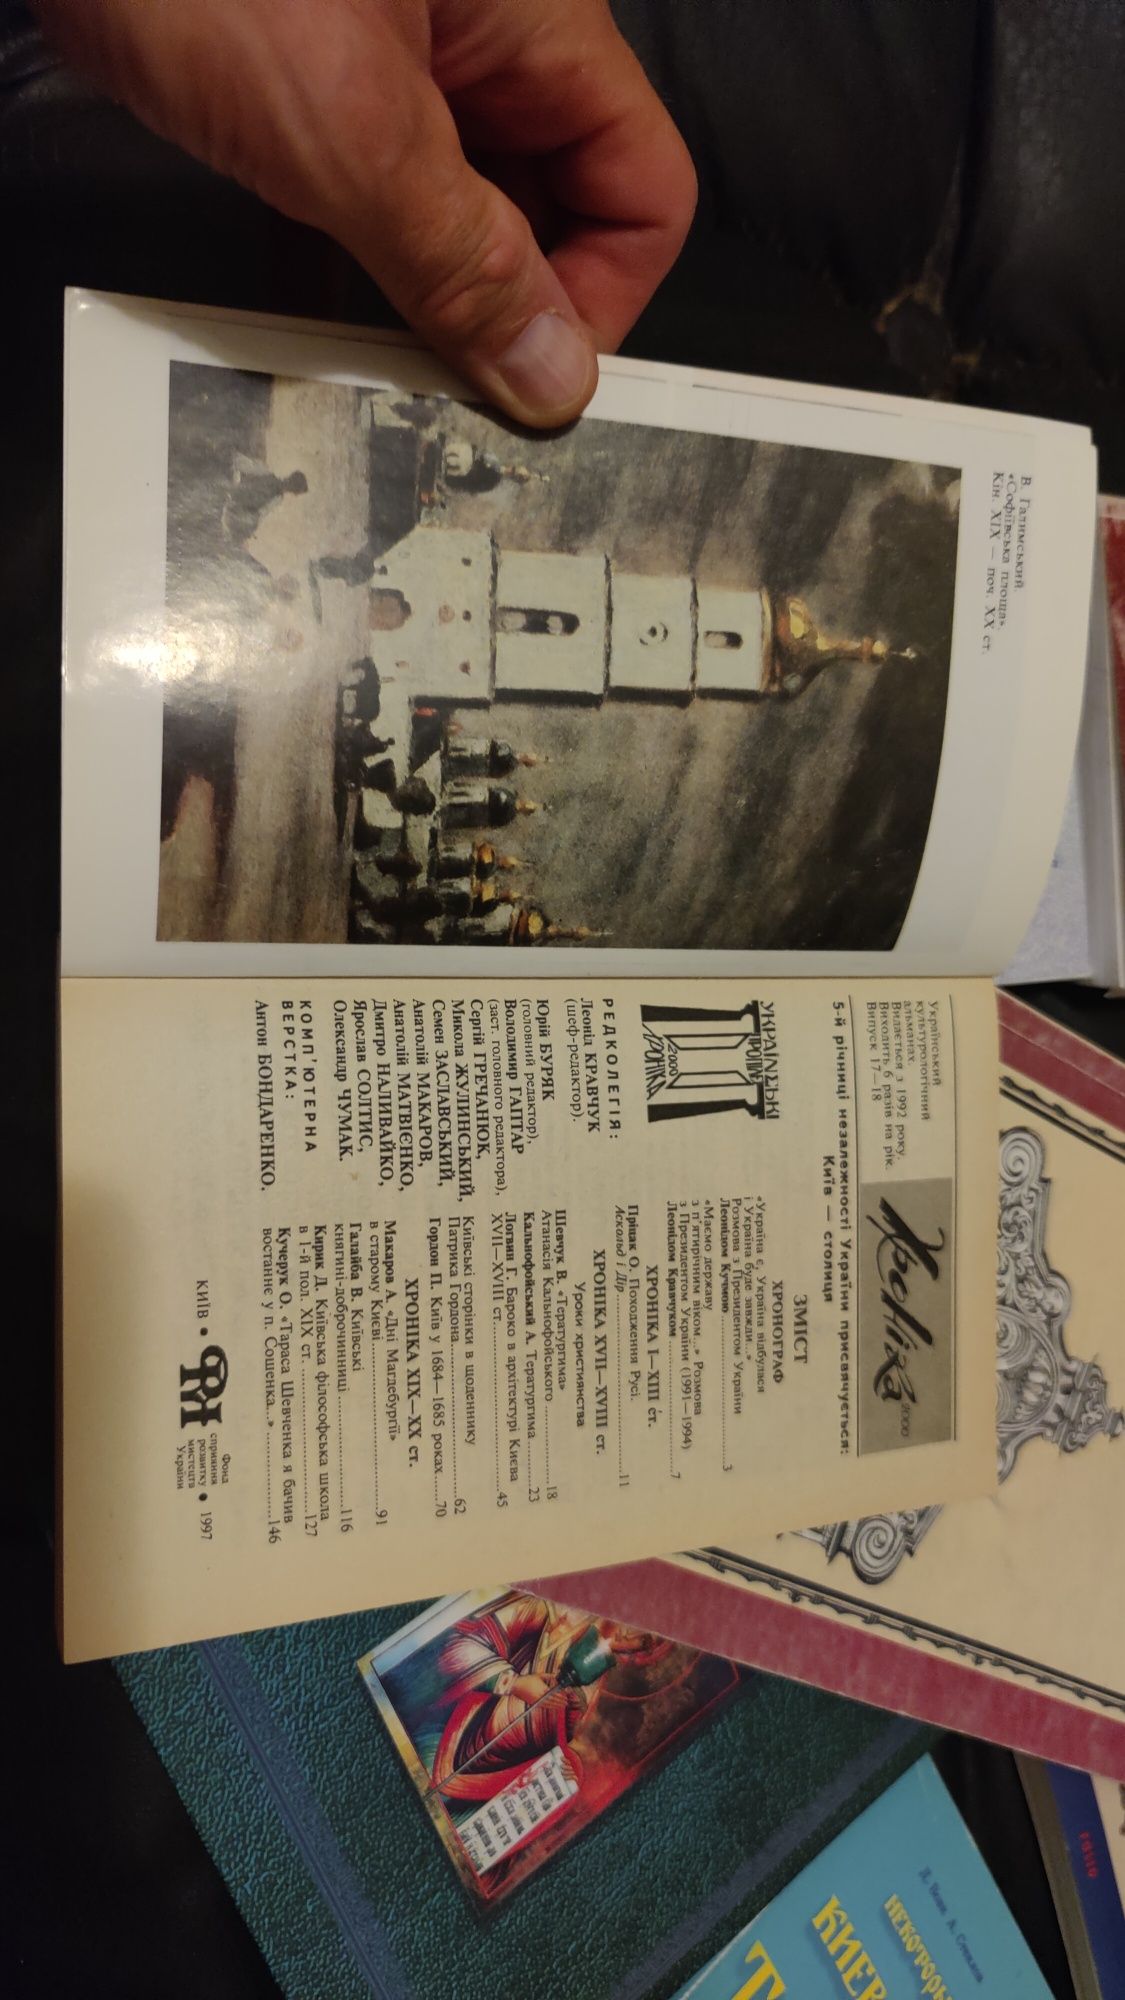 В. Галимський.
«Софіївська площа».
Кін. XIX — поч. XX ст.
Український
культурологічний
альманах.
Видається з 1992 року.
Виходить 6 разів на рік.
Випуск 17—18
Хроніка 2000
5-й річниці незалежності України присвячується:
Київ — столиця
УКРАЇНСЬКІ
ПРОПІЛЕЇ
2000
ХРОНІКА
РЕДКОЛЕГІЯ:
Леонід КРАВЧУК
(шеф-редактор).
Юрій БУРЯК
(головний редактор),
Володимир ГАПТАР
(заст. головного редактора),
Сергій ГРЕЧАНЮК,
Микола ЖУЛИНСЬКИЙ,
Семен ЗАСЛАВСЬКИЙ,
Анатолій МАКАРОВ,
Анатолій МАТВІЄНКО,
Дмитро НАЛИВАЙКО,
Ярослав СОЛТИС,
Олександр ЧУМАК.
КОМП'ЮТЕРНА
ВЕРСТКА:
Антон БОНДАРЕНКО.
ЗМІСТ
ХРОНОГРАФ
«Україна є, Україна відбулася
і Україна буде завжди...»
Розмова з Президентом України
Леонідом Кучмою..........3
«Маємо державу
з п'ятирічним віком...» Розмова
з Президентом України (1991—1994)
Леонідом Кравчуком..........7
ХРОНІКА I—XIII ст.
Пріцак О. Походження Русі.
Аскольд і Дір..........11
ХРОНІКА XVII—XVIII ст.
Уроки християнства
Шевчук В. «Тератургима»
Атанасія Кальнофойського..........18
Кальнофойський А. Тератургима.....23
Логвин Г. Бароко в архітектурі Києва
XVII—XVIII ст..........45
Київські сторінки в щоденнику
Патрика Гордона..........62
Гордон П. Київ у 1684—1685 роках.....70
ХРОНІКА XIX—XX ст.
Макаров А. «Дні Магдебургії»
в старому Києві..........91
Галайба В. Київські
княгині-доброчинниці..........116
Кирик Д. Київська філософська школа
в 1-й пол. XIX ст...........127
Кучерук О. «Тараса Шевченка я бачив
востаннє у п. Сошенка...»..........146
КИЇВ •
Фонд
сприяння
розвитку
мистецтв
України
• 1997
FOLIO
КИЕВ